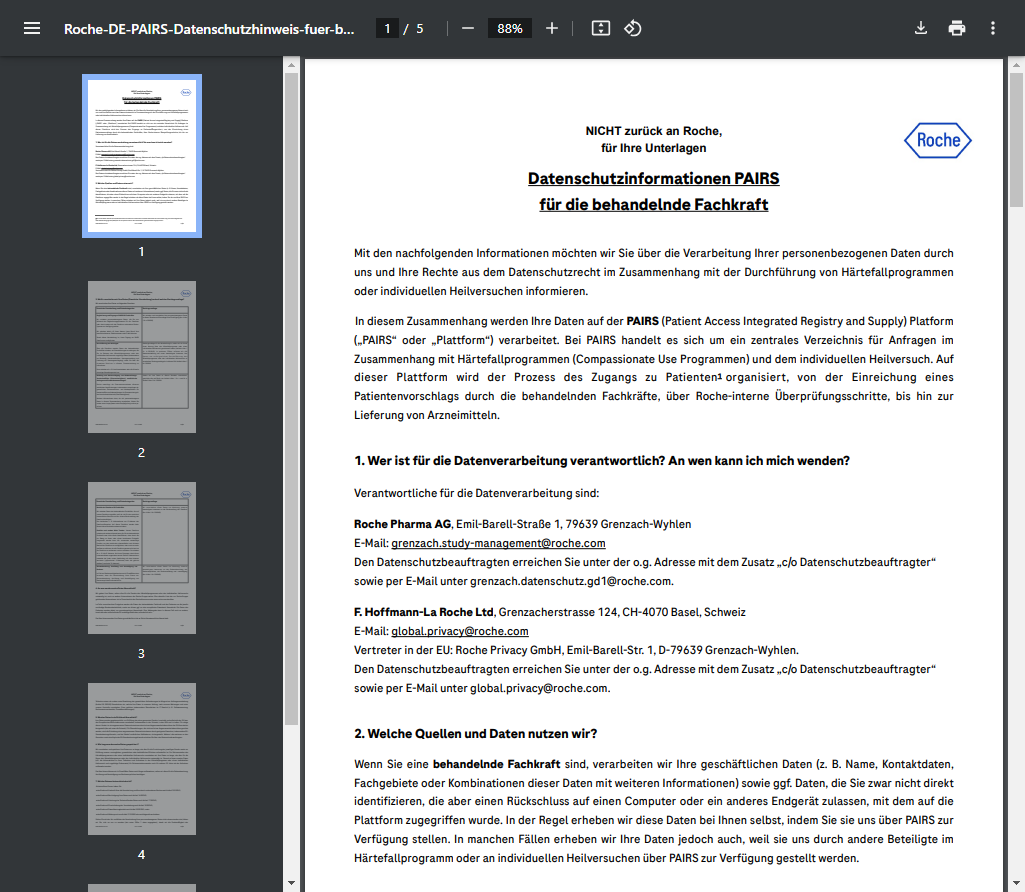 Roche-DE-PAIRS-Datenschutzhinweis-fuer-b...
1 / 5
88%
1
2
3
4
NICHT zurück an Roche,
für Ihre Unterlagen
Roche
Datenschutzinformationen PAIRS
für die behandelnde Fachkraft
Mit den nachfolgenden Informationen möchten wir Sie über die Verarbeitung Ihrer personenbezogenen Daten durch
uns und Ihre Rechte aus dem Datenschutzrecht im Zusammenhang mit der Durchführung von Härtefallprogrammen
oder individuellen Heilversuchen informieren.
In diesem Zusammenhang werden Ihre Daten auf der PAIRS (Patient Access Integrated Registry and Supply) Platform
(„PAIRS“ oder „Plattform“) verarbeitet. Bei PAIRS handelt es sich um ein zentrales Verzeichnis für Anfragen im
Zusammenhang mit Härtefallprogrammen (Compassionate Use Programmen) und dem individuellen Heilversuch. Auf
dieser Plattform wird der Prozess des Zugangs zu Patienten¹ organisiert, von der Einreichung eines
Patientenvorschlags durch die behandelnden Fachkräfte, über Roche-interne Überprüfungsschritte, bis hin zur
Lieferung von Arzneimitteln.
1. Wer ist für die Datenverarbeitung verantwortlich? An wen kann ich mich wenden?
Verantwortliche für die Datenverarbeitung sind:
Roche Pharma AG, Emil-Barell-Straße 1, 79639 Grenzach-Wyhlen
E-Mail: grenzach.study-management@roche.com
Den Datenschutzbeauftragten erreichen Sie unter der o.g. Adresse mit dem Zusatz „c/o Datenschutzbeauftragter“
sowie per E-Mail unter grenzach.datenschutz.gd1@roche.com.
F. Hoffmann-La Roche Ltd, Grenzacherstrasse 124, CH-4070 Basel, Schweiz
E-Mail: global.privacy@roche.com
Vertreter in der EU: Roche Privacy GmbH, Emil-Barell-Str. 1, D-79639 Grenzach-Wyhlen.
Den Datenschutzbeauftragten erreichen Sie unter der o.g. Adresse mit dem Zusatz „c/o Datenschutzbeauftragter“
sowie per E-Mail unter global.privacy@roche.com.
2. Welche Quellen und Daten nutzen wir?
Wenn Sie eine behandelnde Fachkraft sind, verarbeiten wir Ihre geschäftlichen Daten (z. B. Name, Kontaktdaten,
Fachgebiete oder Kombinationen dieser Daten mit weiteren Informationen) sowie ggf. Daten, die Sie zwar nicht direkt
identifizieren, die aber einen Rückschluss auf einen Computer oder ein anderes Endgerät zulassen, mit dem auf die
Plattform zugegriffen wurde. In der Regel erheben wir diese Daten bei Ihnen selbst, indem Sie sie uns über PAIRS zur
Verfügung stellen. In manchen Fällen erheben wir Ihre Daten jedoch auch, weil sie uns durch andere Beteiligte im
Härtefallprogramm oder an individuellen Heilversuchen über PAIRS zur Verfügung gestellt werden.